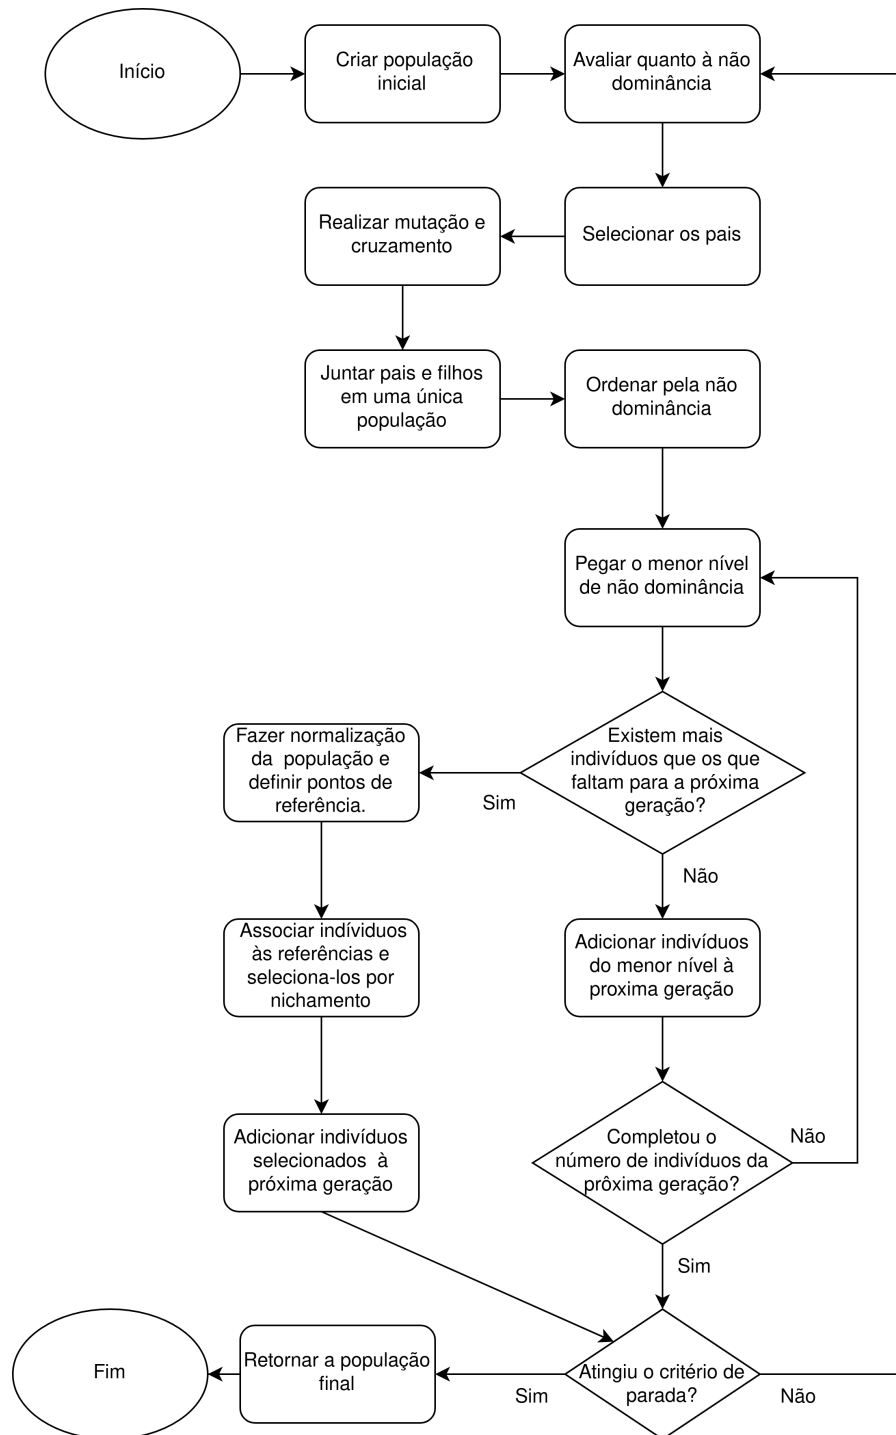 Início
Criar população
inicial
Avaliar quanto à não
dominância
Selecionar os pais
Realizar mutação e
cruzamento
Juntar pais e filhos
em uma única
população
Ordenar pela não
dominância
Pegar o menor nível
de não dominância
Existem mais
indivíduos que os que
faltam para a próxima
geração?
Sim
Não
Fazer normalização
da população e
definir pontos de
referência.
Associar indíviduos
às referências e
seleciona-los por
nichamento
Adicionar indivíduos
do menor nível à
proxima geração
Adicionar indivíduos
selecionados à
próxima geração
Completou o
número de indivíduos da
prôxima geração?
Não
Sim
Atingiu o critério de
parada?
Sim
Não
Retornar a população
final
Fim